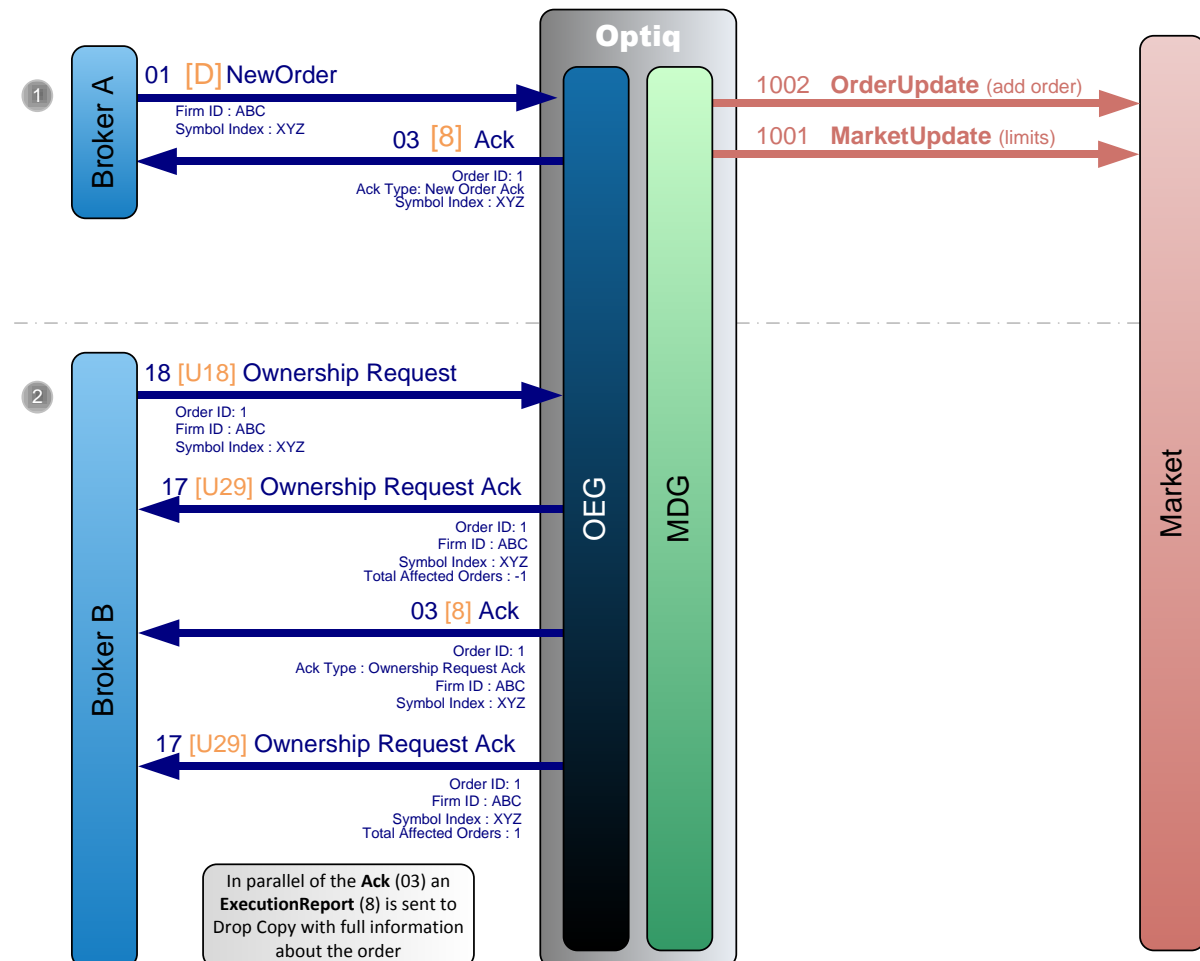 Optiq
1
Broker A
01 [D] NewOrder
Firm ID : ABC
Symbol Index : XYZ
03 [8] Ack
Order ID: 1
Ack Type: New Order Ack
Symbol Index : XYZ
1002 OrderUpdate (add order)
1001 MarketUpdate (limits)
2
Broker B
18 [U18] Ownership Request
Order ID: 1
Firm ID : ABC
Symbol Index : XYZ
17 [U29] Ownership Request Ack
Order ID: 1
Firm ID : ABC
Symbol Index : XYZ
Total Affected Orders : -1
03 [8] Ack
Order ID: 1
Ack Type : Ownership Request Ack
Firm ID : ABC
Symbol Index : XYZ
17 [U29] Ownership Request Ack
Order ID: 1
Firm ID : ABC
Symbol Index : XYZ
Total Affected Orders : 1
OEG
MDG
Market
In parallel of the Ack (03) an
ExecutionReport (8) is sent to
Drop Copy with full information
about the order